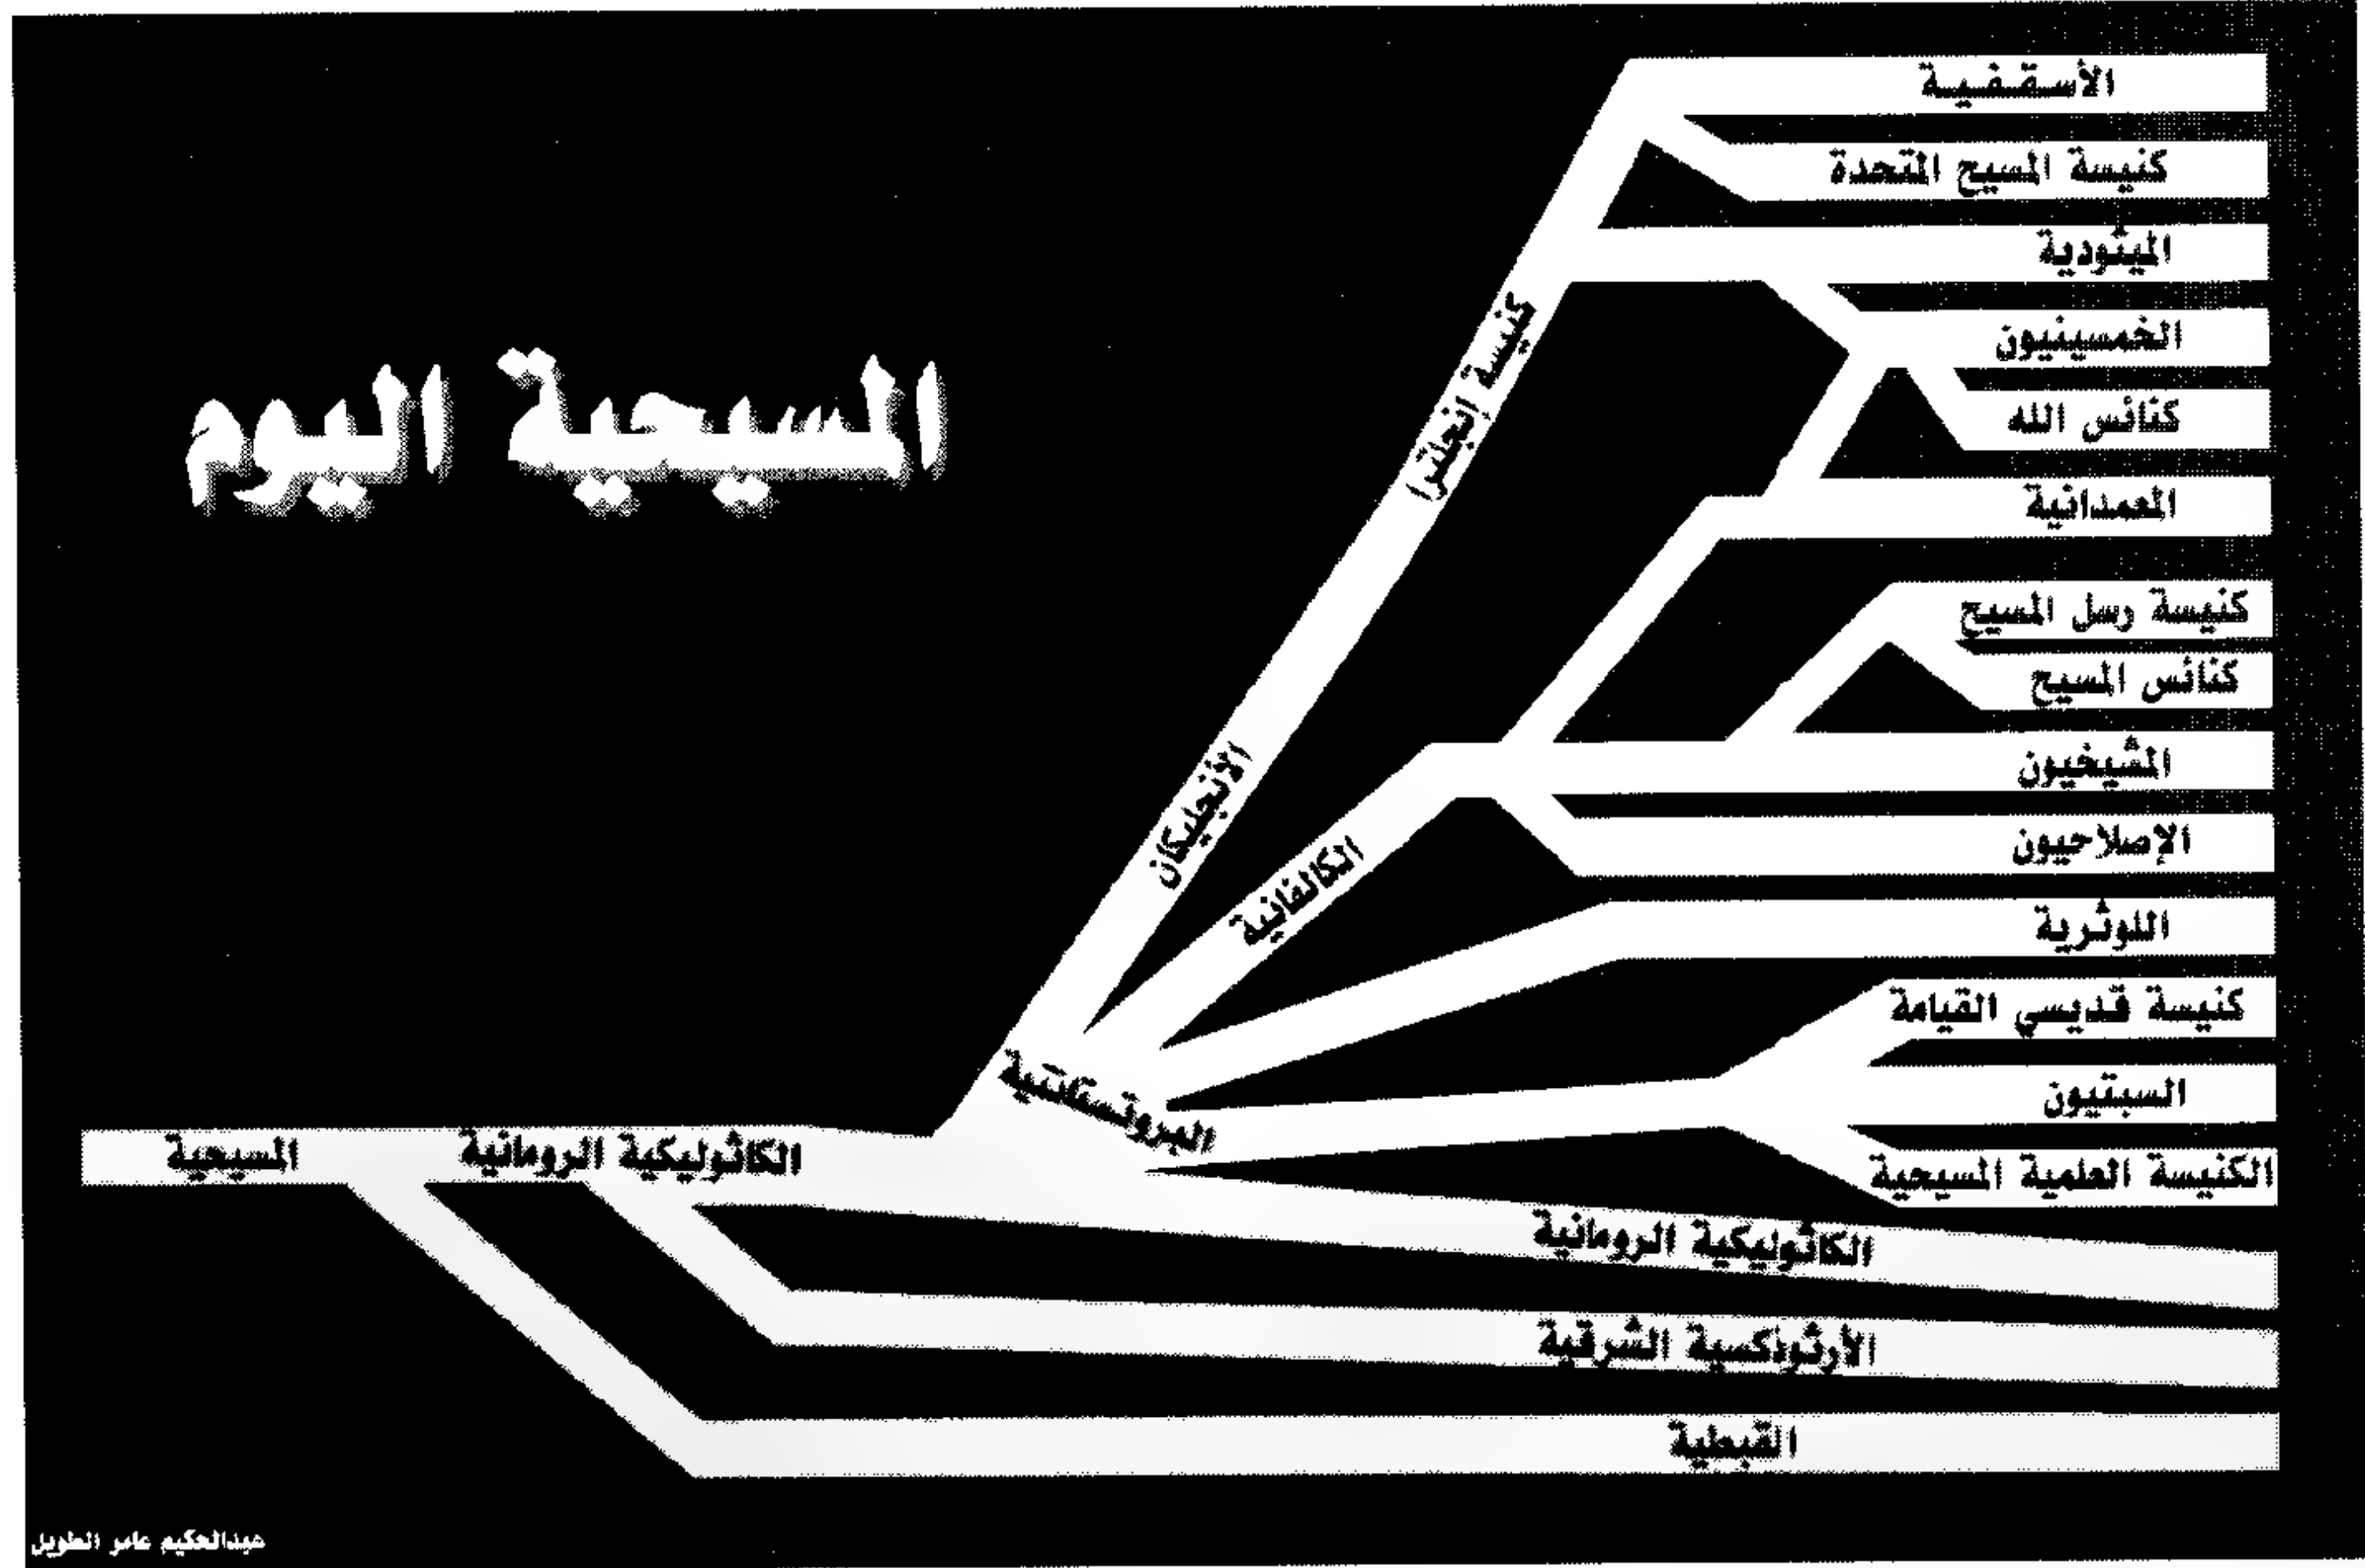 المسيحية اليوم
الأسقفية
كنيسة المسيح المتحدة
الميثودية
الخمسينيون
كنائس الله
المعمدانية
كنيسة رسل المسيح
كنائس المسيح
المشيخيون
الإصلاحيون
اللوثرية
كنيسة قديسي القيامة
السبتيون
الكنيسة العلمية المسيحية
الكاثوليكية الرومانية
الأرثوذكسية الشرقية
القبطية
كنيسة إنجلترا
الأنجليكان
الكالفانية
البروتستانتية
الكاثوليكية الرومانية
المسيحية
عبدالحكيم عامر الطويل